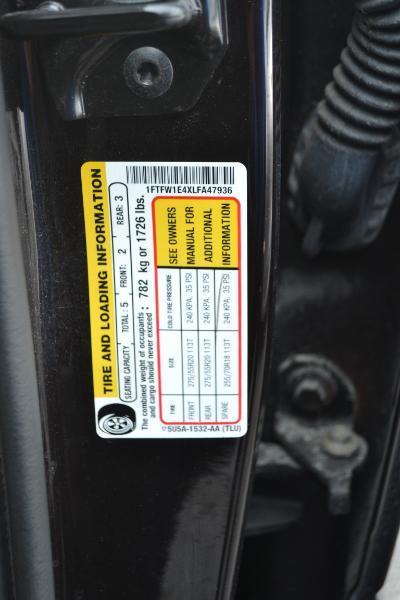 1FTFW1E4XLFA47936
TIRE AND LOADING INFORMATION
SEATING CAPACITY TOTAL: 5 FRONT: 2 REAR: 3
The combined weight of occupants and cargo should never exceed: 782 kg or 1726 lbs.
TIRE SIZE COLD TIRE PRESSURE
FRONT 275/55R20 113T 240 KPA, 35 PSI
REAR 275/55R20 113T 240 KPA, 35 PSI
SPARE 255/70R18 113T 240 KPA, 35 PSI
SEE OWNERS
MANUAL FOR
ADDITIONAL
INFORMATION
5U5A-1532-AA (TLU)